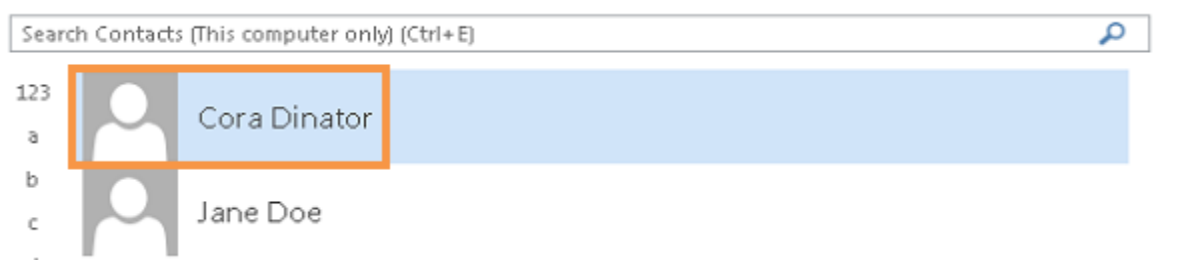 Search Contacts (This computer only) (Ctrl+E)
123
a
Cora Dinator
b
c
Jane Doe